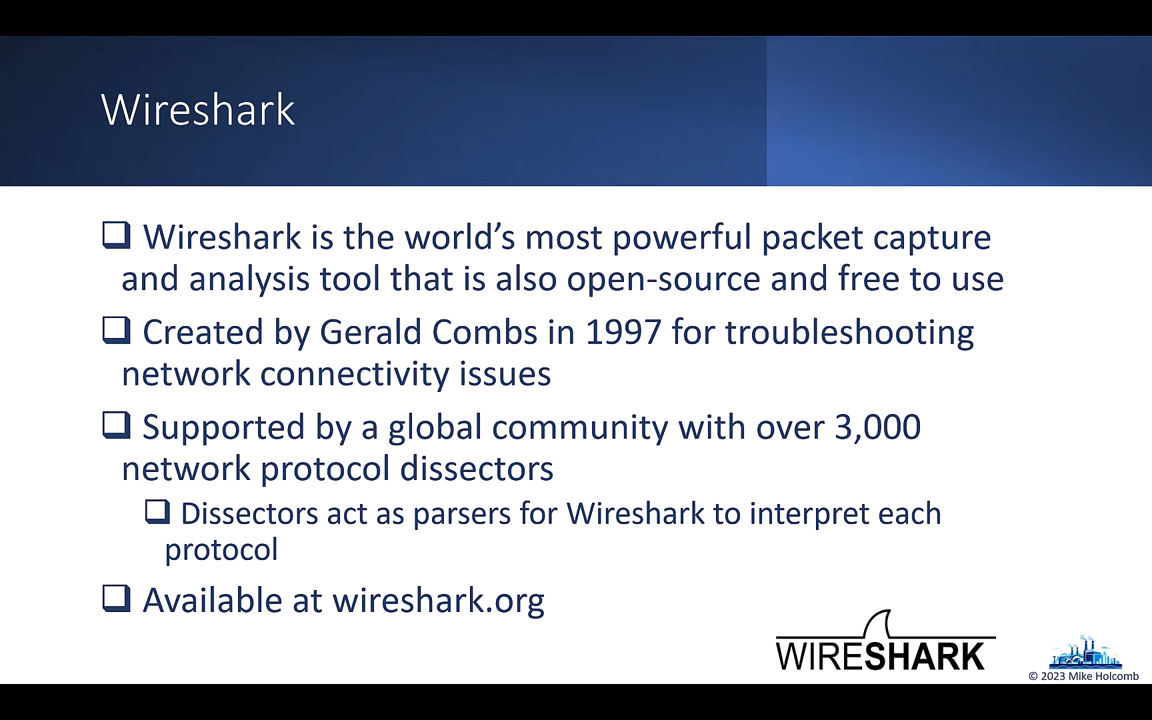 Wireshark
❑ Wireshark is the world’s most powerful packet capture
and analysis tool that is also open-source and free to use
❑ Created by Gerald Combs in 1997 for troubleshooting
network connectivity issues
❑ Supported by a global community with over 3,000
network protocol dissectors
❑ Dissectors act as parsers for Wireshark to interpret each
protocol
❑ Available at wireshark.org
WIRESHARK
© 2023 Mike Holcomb